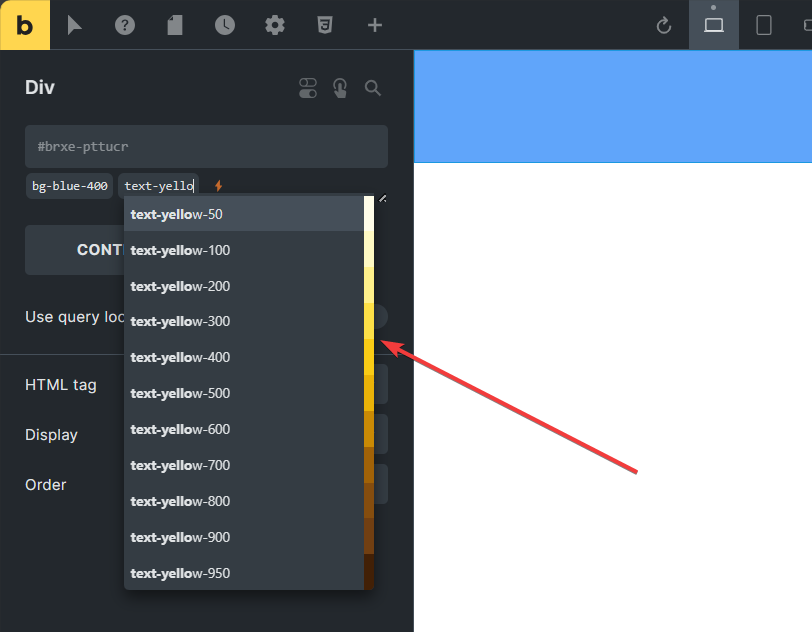 b
Div
#brxe-pttucr
bg-blue-400 text-yello
text-yellow-50
CONT
text-yellow-100
text-yellow-200
Use query loo
text-yellow-300
text-yellow-400
HTML tag
text-yellow-500
Display
text-yellow-600
text-yellow-700
Order
text-yellow-800
text-yellow-900
text-yellow-950